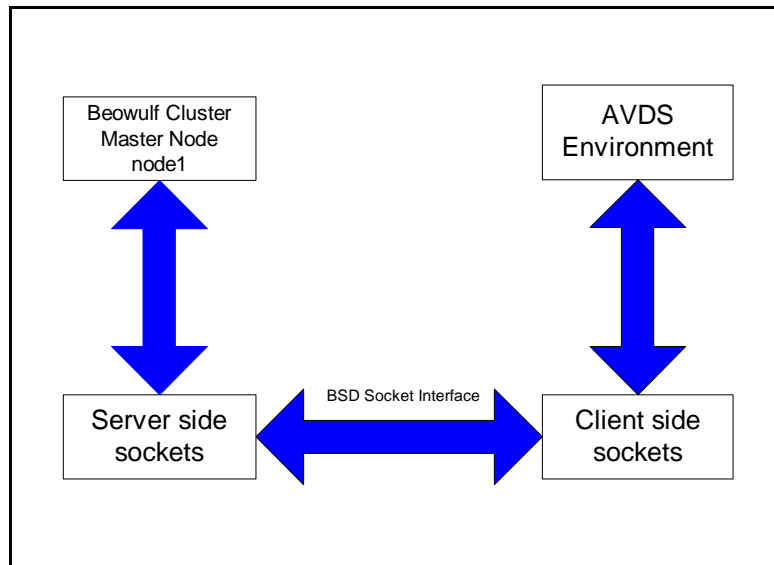 Beowulf Cluster
Master Node
node1
AVDS
Environment
BSD Socket Interface
Server side
sockets
Client side
sockets